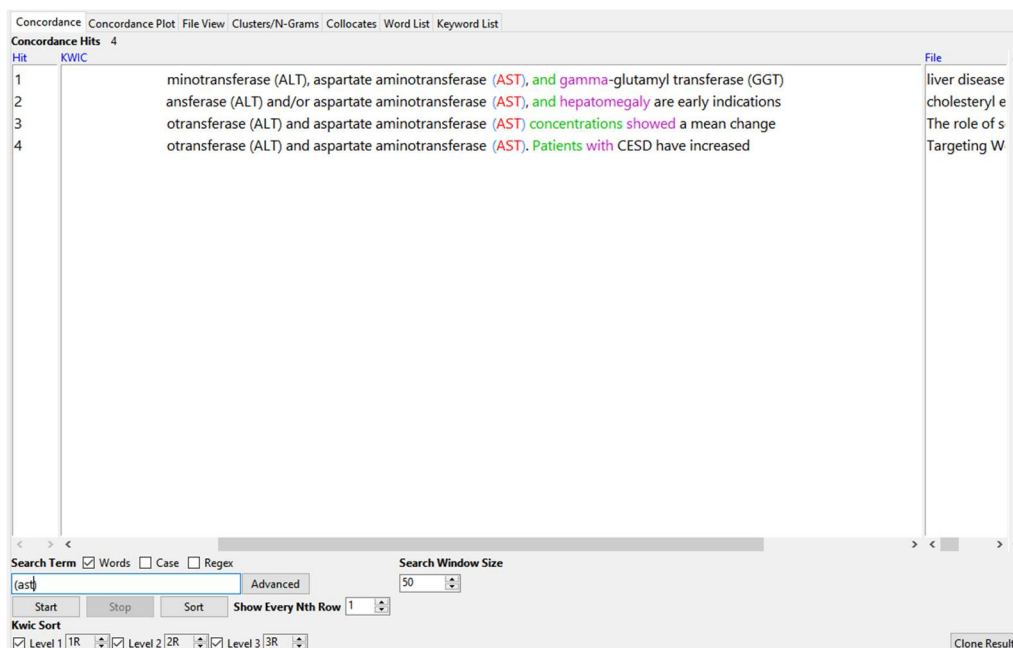 Concordance Concordance Plot File View Clusters/N-Grams Collocates Word List Keyword List
Concordance Hits 4
Hit KWIC File
1 minotransferase (ALT), aspartate aminotransferase (AST), and gamma-glutamyl transferase (GGT) liver disease
2 ansferase (ALT) and/or aspartate aminotransferase (AST), and hepatomegaly are early indications cholesteryl e
3 otransferase (ALT) and aspartate aminotransferase (AST) concentrations showed a mean change The role of s
4 otransferase (ALT) and aspartate aminotransferase (AST). Patients with CESD have increased Targeting W
Search Term Words Case Regex Search Window Size
(ast) Advanced 50
Start Stop Sort Show Every Nth Row 1
Kwic Sort
Level 1 1R Level 2 2R Level 3 3R Clone Result